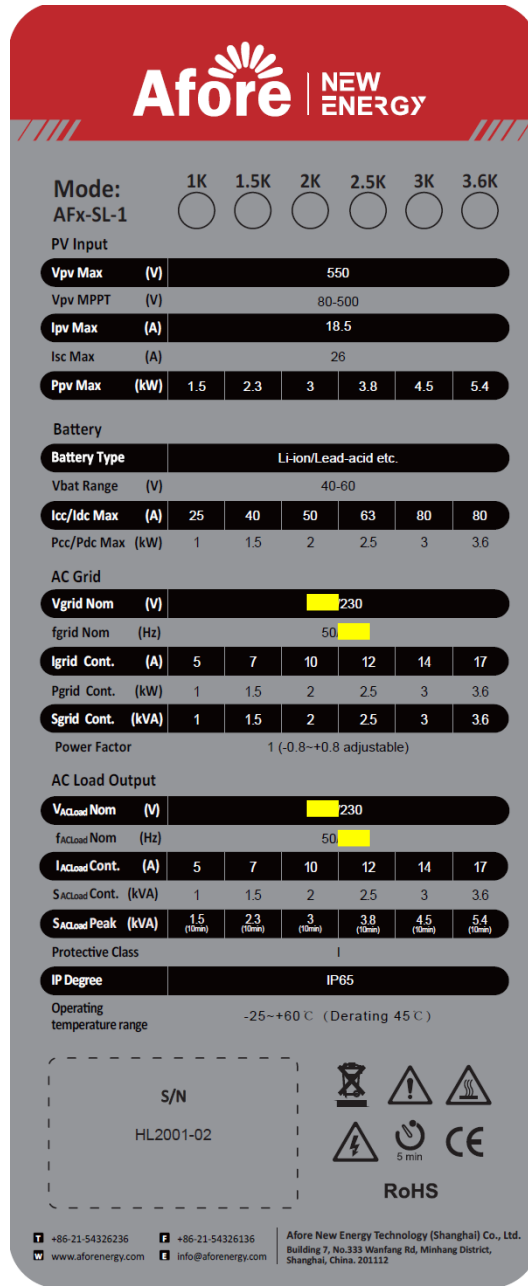 Afore NEW
ENERGY
Mode: 1K 1.5K 2K 2.5K 3K 3.6K
AFx-SL-1
PV Input
Vpv Max (V) 550
Vpv MPPT (V) 80-500
Ipv Max (A) 18.5
Isc Max (A) 26
Ppv Max (kW) 1.5 2.3 3 3.8 4.5 5.4
Battery
Battery Type Li-ion/Lead-acid etc.
Vbat Range (V) 40-60
Icc/Idc Max (A) 25 40 50 63 80 80
Pcc/Pdc Max (kW) 1 1.5 2 2.5 3 3.6
AC Grid
Vgrid Nom (V) /230
fgrid Nom (Hz) 50/
Igrid Cont. (A) 5 7 10 12 14 17
Pgrid Cont. (kW) 1 1.5 2 2.5 3 3.6
Sgrid Cont. (kVA) 1 1.5 2 2.5 3 3.6
Power Factor 1 (-0.8~+0.8 adjustable)
AC Load Output
VACLoad Nom (V) /230
fACLoad Nom (Hz) 50/
IACLoad Cont. (A) 5 7 10 12 14 17
SACLoad Cont. (kVA) 1 1.5 2 2.5 3 3.6
SACLoad Peak (kVA) 1.5 2.3 3 3.8 4.5 5.4
(10min) (10min) (10min) (10min) (10min) (10min)
Protective Class I
IP Degree IP65
Operating
temperature range -25~+60℃ (Derating 45℃)
S/N
HL2001-02
5 min
CE
RoHS
T +86-21-54326236 F +86-21-54326136
W www.aforenergy.com E info@aforenergy.com
Afore New Energy Technology (Shanghai) Co., Ltd.
Building 7, No.333 Wanfang Rd, Minhang District,
Shanghai, China. 201112